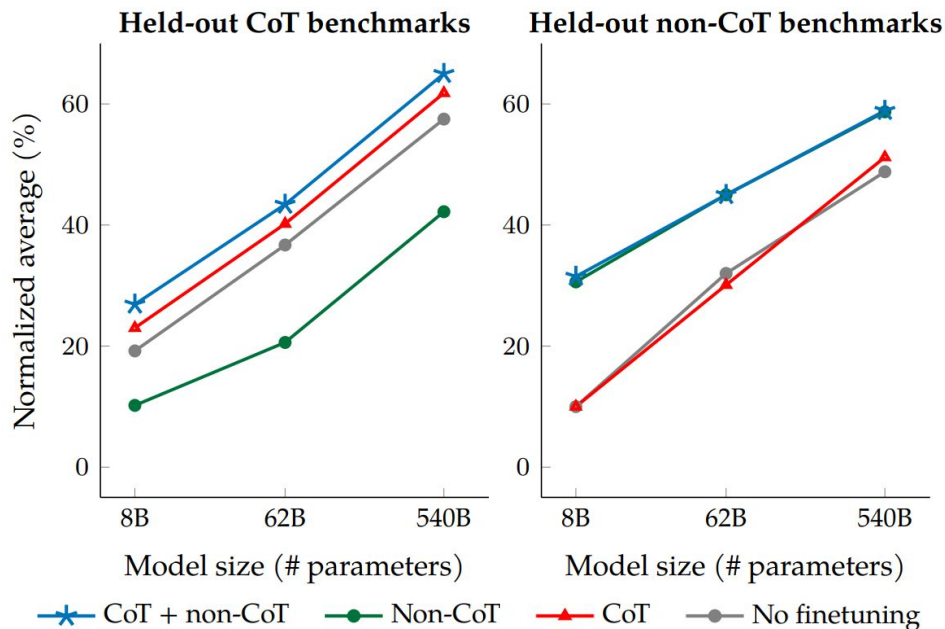 Held-out CoT benchmarks
Held-out non-CoT benchmarks
Normalized average (%)
60
40
20
0
8B 62B 540B
Model size (# parameters)
60
40
20
0
8B 62B 540B
Model size (# parameters)
CoT + non-CoT Non-CoT CoT No finetuning